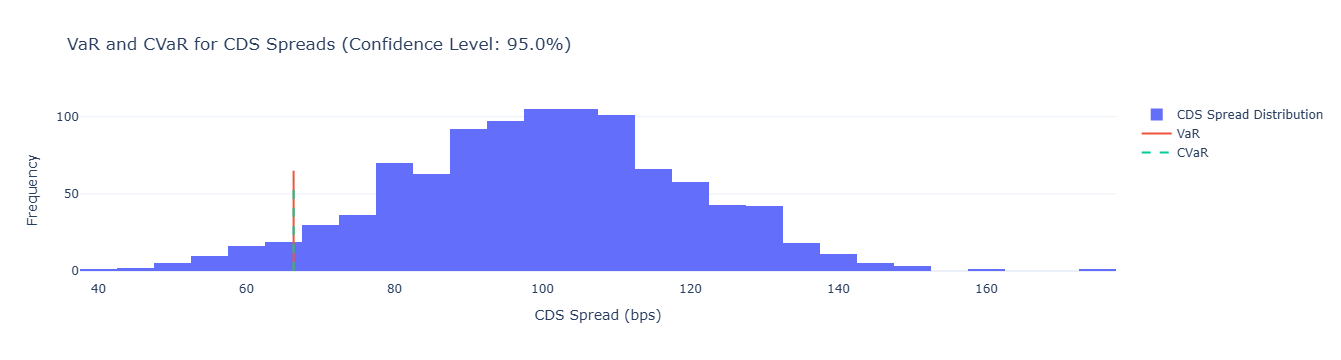 VaR and CVaR for CDS Spreads (Confidence Level: 95.0%)
100
50
0
Frequency
40 60 80 100 120 140 160
CDS Spread (bps)
CDS Spread Distribution
VaR
CVaR